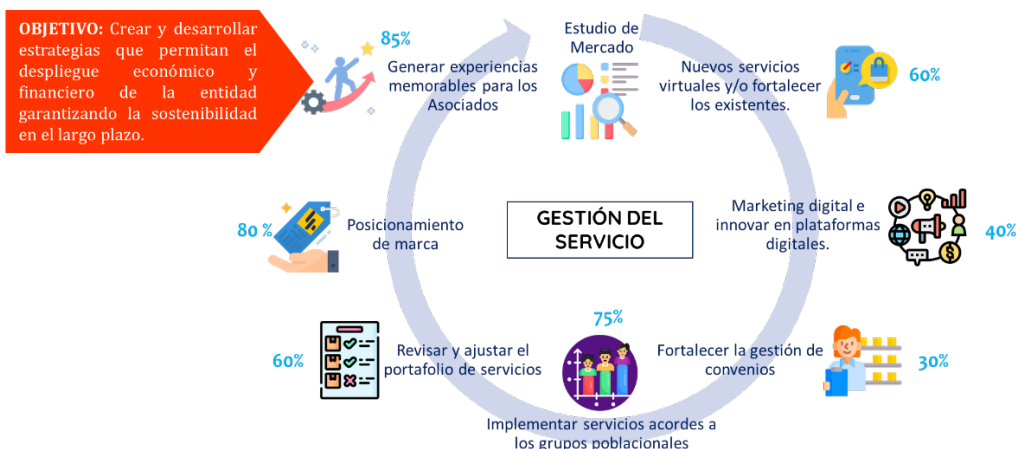 OBJETIVO: Crear y desarrollar
estrategias que permitan el
despliegue económico y
financiero de la entidad
garantizando la sostenibilidad
en el largo plazo.
85%
Generar experiencias
memorables para los
Asociados
Estudio de
Mercado
Nuevos servicios
virtuales y/o fortalecer
los existentes.
60%
80 %
Posicionamiento
de marca
GESTIÓN DEL
SERVICIO
Marketing digital e
innovar en plataformas
digitales.
40%
60%
Revisar y ajustar el
portafolio de servicios
75%
Implementar servicios acordes a
los grupos poblacionales
Fortalecer la gestión de
convenios
30%